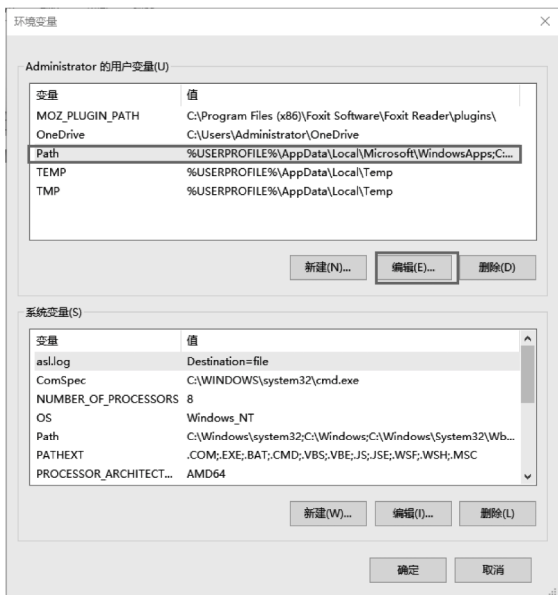 环境变量
Administrator 的用户变量(U)
变量 值
MOZ_PLUGIN_PATH C:\Program Files (x86)\Foxit Software\Foxit Reader\plugins\
OneDrive C:\Users\Administrator\OneDrive
Path %USERPROFILE%\AppData\Local\Microsoft\WindowsApps;C:...
TEMP %USERPROFILE%\AppData\Local\Temp
TMP %USERPROFILE%\AppData\Local\Temp
新建(N)... 编辑(E)... 删除(D)
系统变量(S)
变量 值
asl.log Destination=file
ComSpec C:\WINDOWS\system32\cmd.exe
NUMBER_OF_PROCESSORS 8
OS Windows_NT
Path C:\Windows\system32;C:\Windows;C:\Windows\System32\Wb...
PATHEXT .COM;.EXE;.BAT;.CMD;.VBS;.VBE;.JS;.JSE;.WSF;.WSH;.MSC
PROCESSOR_ARCHITECT... AMD64
新建(W)... 编辑(I)... 删除(L)
确定 取消